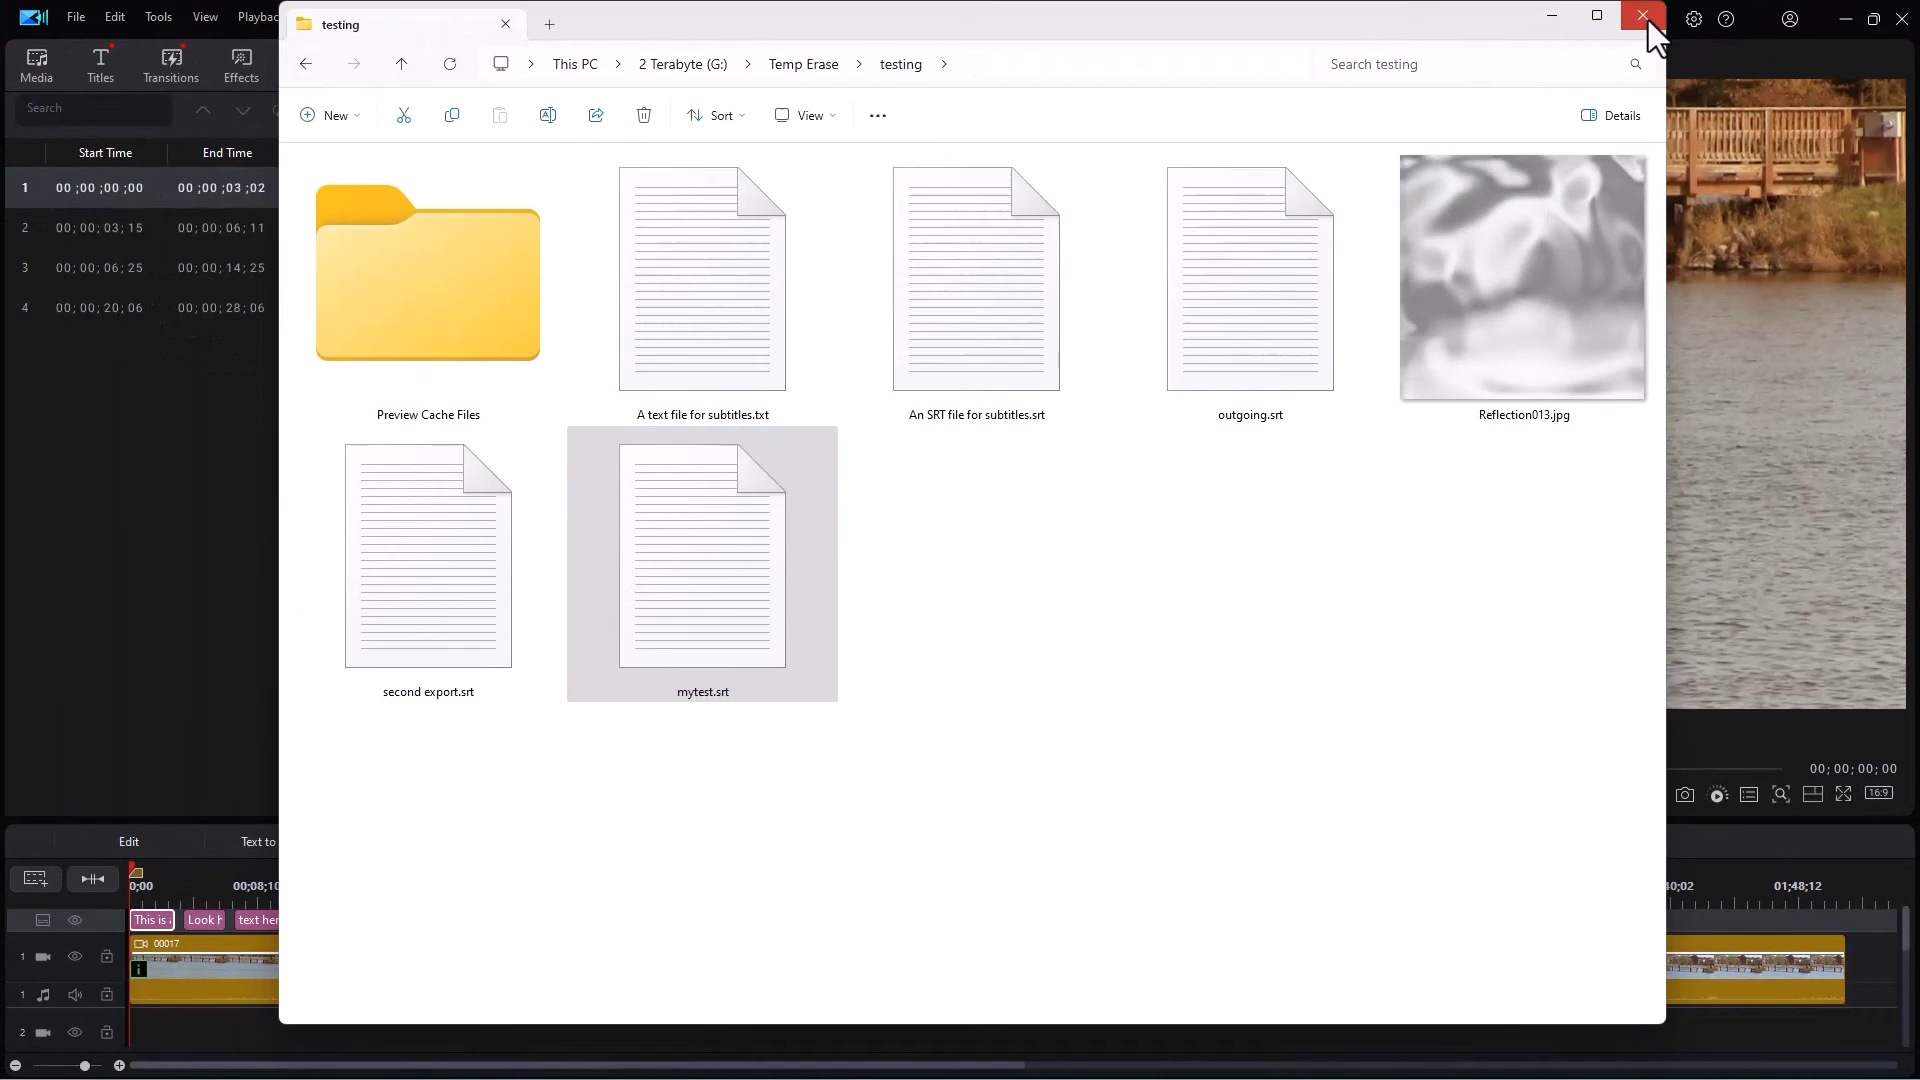 File Edit Tools View Playbac
testing
Media Titles Transitions Effects
This PC > 2 Terabyte (G:) > Temp Erase > testing >
Search testing
Search
New
Sort
View
Details
Start Time End Time
1 00 ;00 ;00 ;00 00 ;00 ;03 ;02
2 00; 00; 03; 15 00; 00; 06; 11
3 00; 00; 06; 25 00; 00; 14; 25
4 00; 00; 20; 06 00; 00; 28; 06
Preview Cache Files
A text file for subtitles.txt
An SRT file for subtitles.srt
outgoing.srt
Reflection013.jpg
second export.srt
mytest.srt
00; 00; 00; 00
16:9
Edit Text to
0;00 00;08;10 40;02 01;48;12
This is Look h text her
00017
i
1
1
2